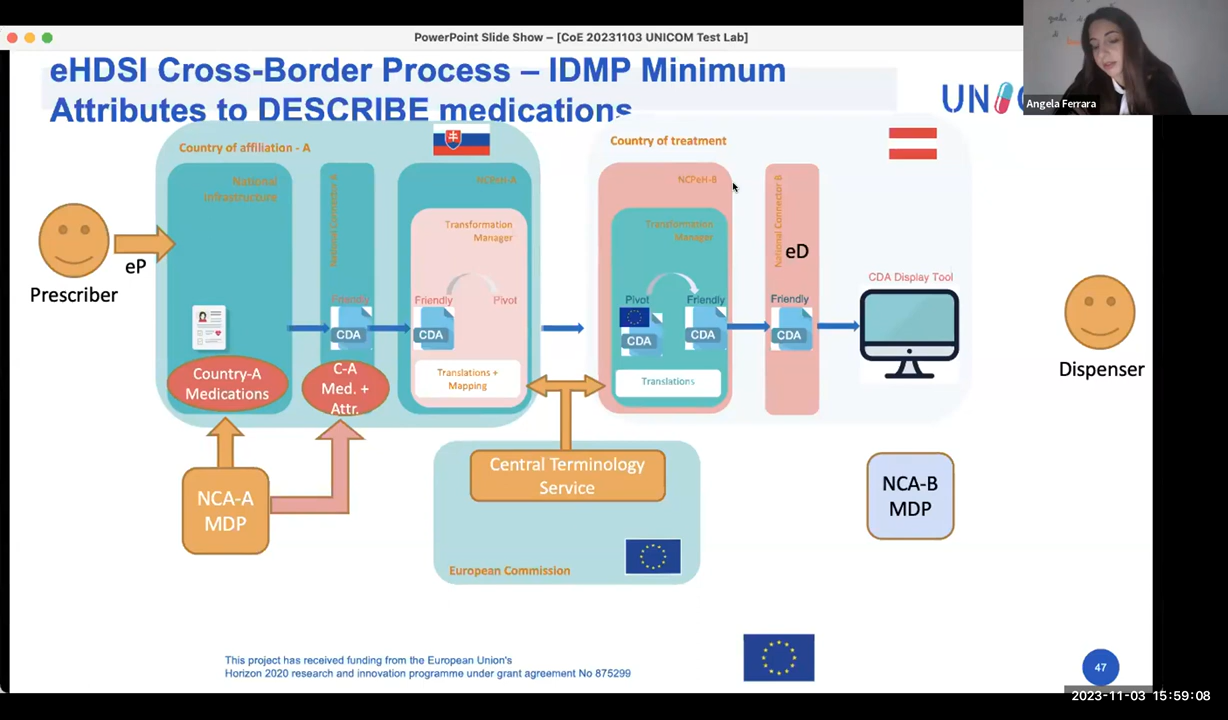 PowerPoint Slide Show – [CoE 20231103 UNICOM Test Lab]
eHDSI Cross-Border Process – IDMP Minimum
Attributes to DESCRIBE medications
Angela Ferrara
Country of affiliation - A
National
Infrastructure
NCPeH-A
Transformation
Manager
Friendly
Friendly
Pivot
CDA
CDA
Translations +
Mapping
Prescriber
eP
Country-A
Medications
C-A
Med. +
Attr.
NCA-A
MDP
Central Terminology
Service
European Commission
Country of treatment
NCPeH-B
Transformation
Manager
Pivot
Friendly
CDA
CDA
Translations
National Connector B
eD
Friendly
CDA
CDA Display Tool
Dispenser
NCA-B
MDP
This project has received funding from the European Union's
Horizon 2020 research and innovation programme under grant agreement No 875299
47
2023-11-03 15:59:08